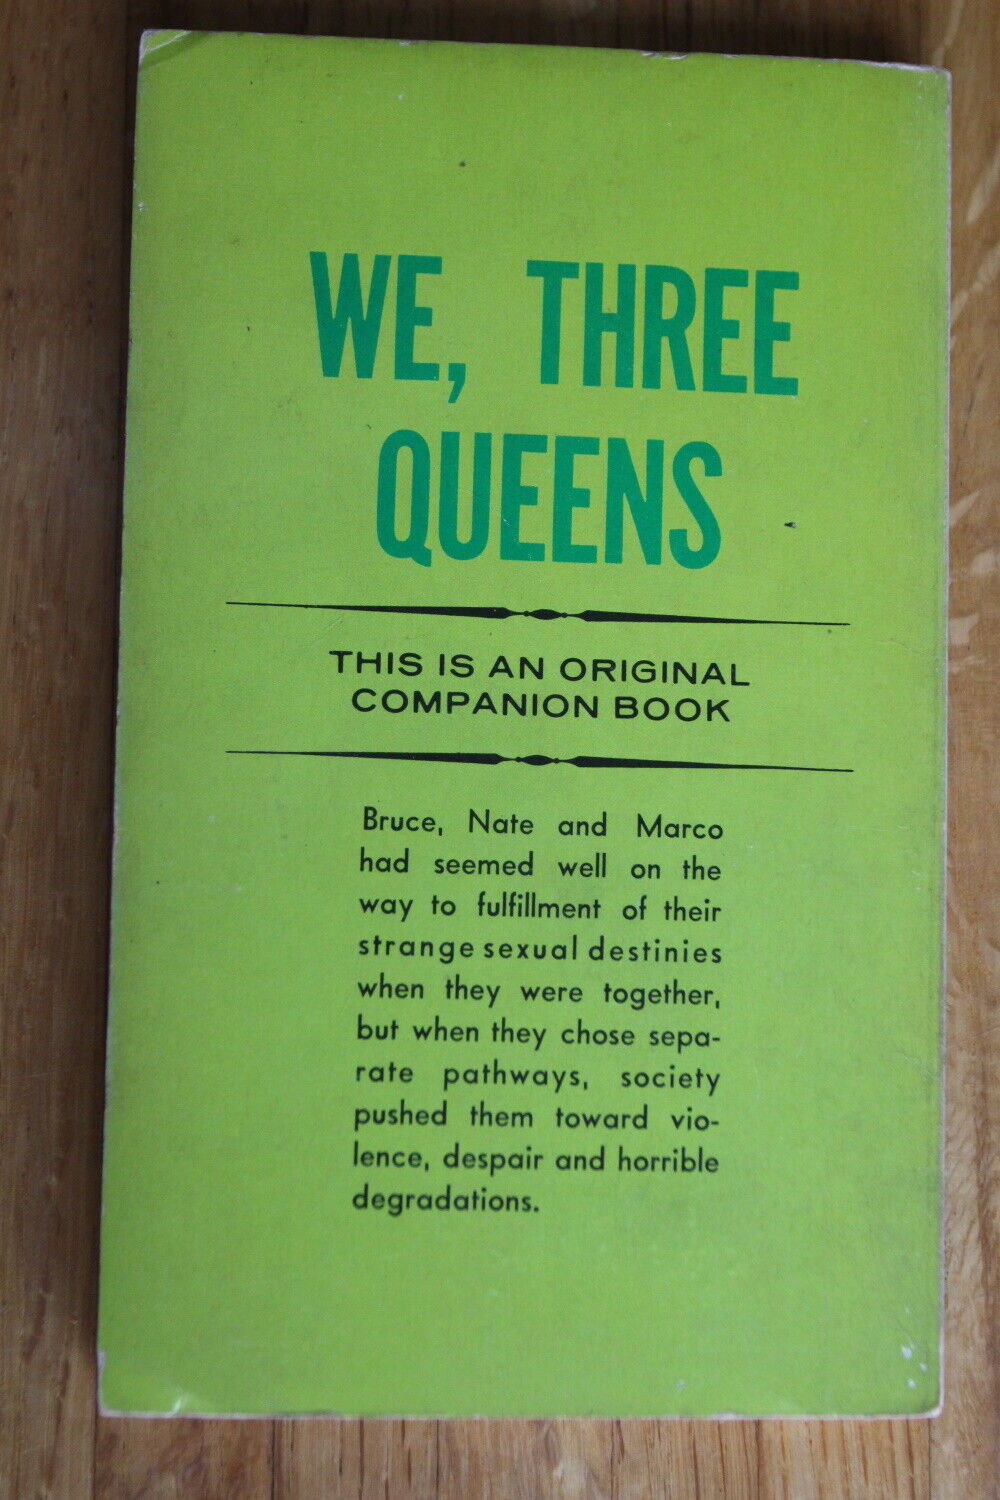 WE, THREE
QUEENS
THIS IS AN ORIGINAL
COMPANION BOOK
Bruce, Nate and Marco
had seemed well on the
way to fulfillment of their
strange sexual destinies
when they were together,
but when they chose sepa-
rate pathways, society
pushed them toward vio-
lence, despair and horrible
degradations.